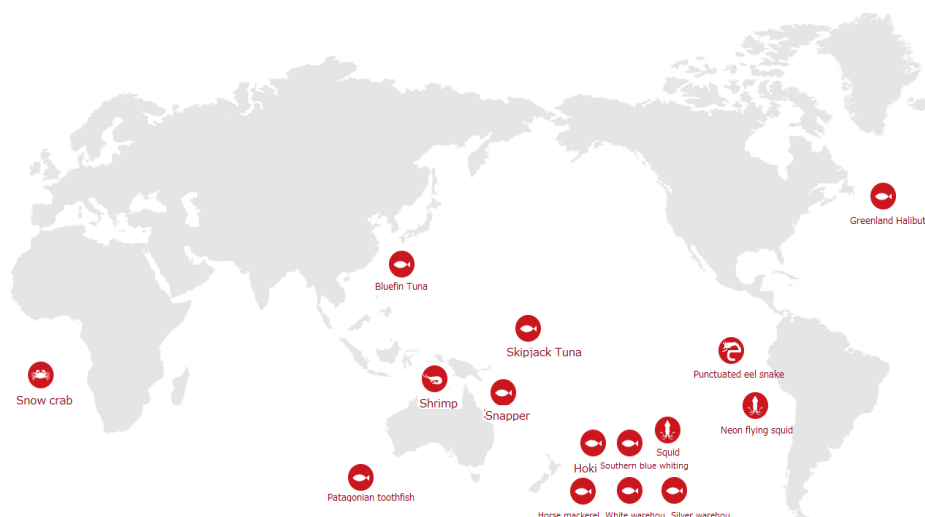 Greenland Halibut
Bluefin Tuna
Skipjack Tuna
Punctuated eel snake
Snow crab
Shrimp
Snapper
Neon flying squid
Squid
Hoki
Southern blue whiting
Pataqonian toothfish
Horse mackerel
White warehou
Silver warehou